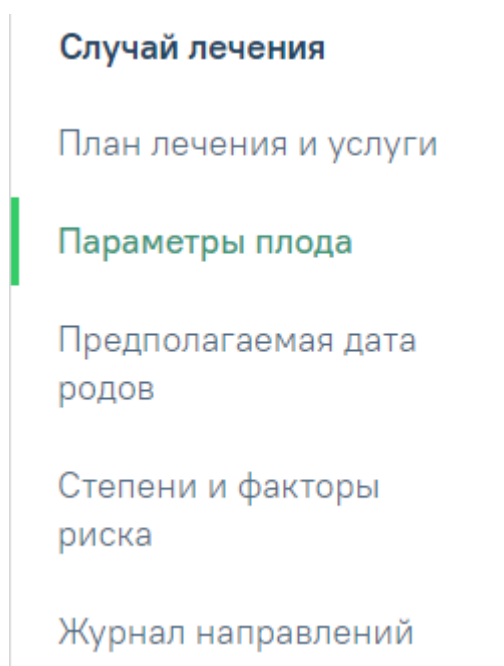 Случай лечения
План лечения и услуги
Параметры плода
Предполагаемая дата
родов
Степени и факторы
риска
Журнал направлений